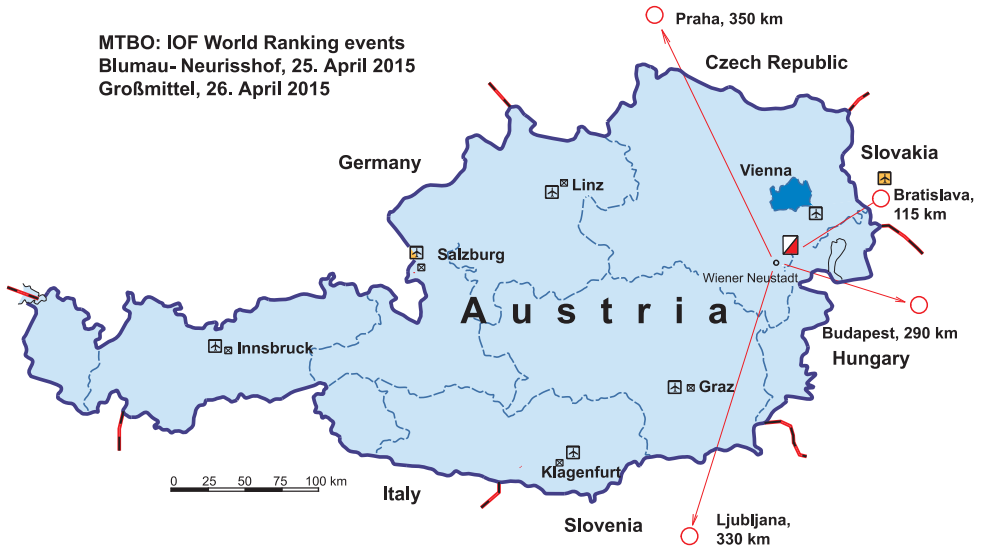 Praha, 350 km
MTBO: IOF World Ranking events
Blumau- Neurisshof, 25. April 2015
Großmittel, 26. April 2015
Czech Republic
Germany
Slovakia
Vienna
Linz
Bratislava,
115 km
Salzburg
Wiener Neustadt
Austria
Budapest, 290 km
Innsbruck
Hungary
Graz
Klagenfurt
0 25 50 75 100 km
Italy
Slovenia
Ljubljana,
330 km